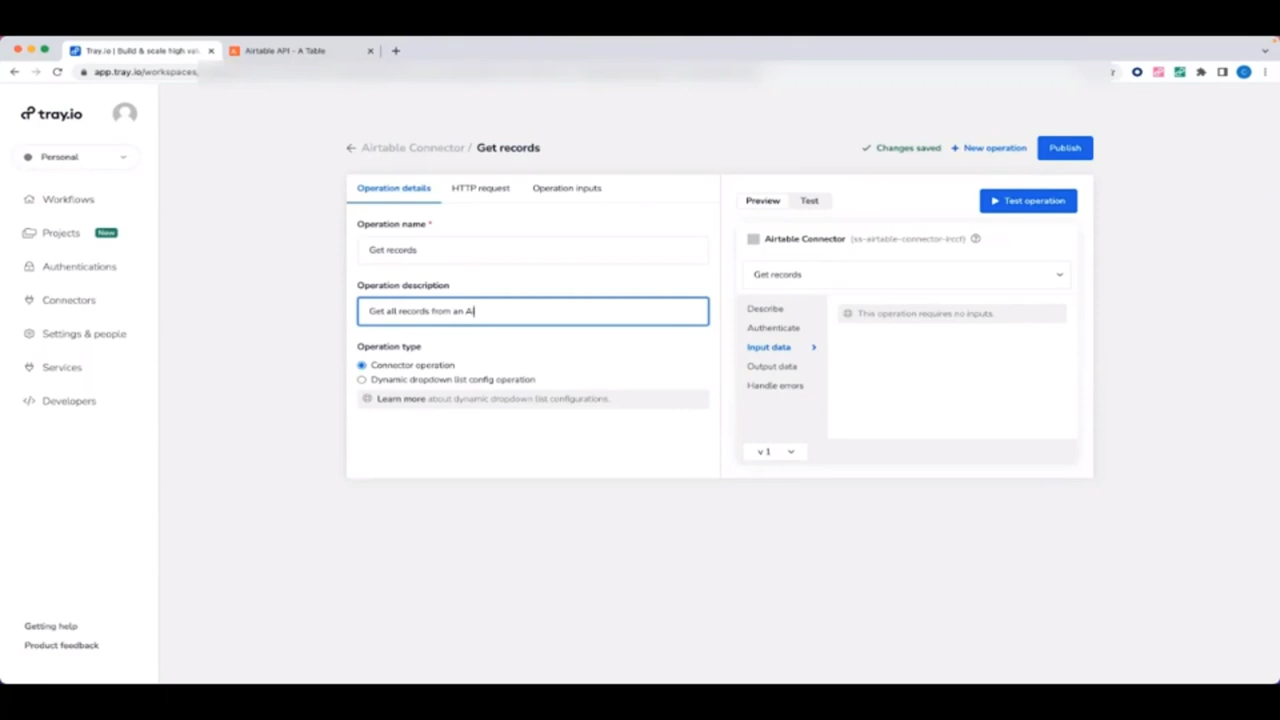 Tray.io | Build & scale high val
Airtable API - A Table
app.tray.io/workspaces,
tray.io
Personal
Workflows
Projects New
Authentications
Connectors
Settings & people
Services
Developers
Getting help
Product feedback
Airtable Connector / Get records
Changes saved
+ New operation
Publish
Operation details
HTTP request
Operation inputs
Operation name *
Get records
Operation description
Get all records from an Ai
Operation type
Connector operation
Dynamic dropdown list config operation
Learn more about dynamic dropdown list configurations.
Preview
Test
Test operation
Airtable Connector
Get records
Describe
Authenticate
Input data
Output data
Handle errors
This operation requires no inputs.
v 1